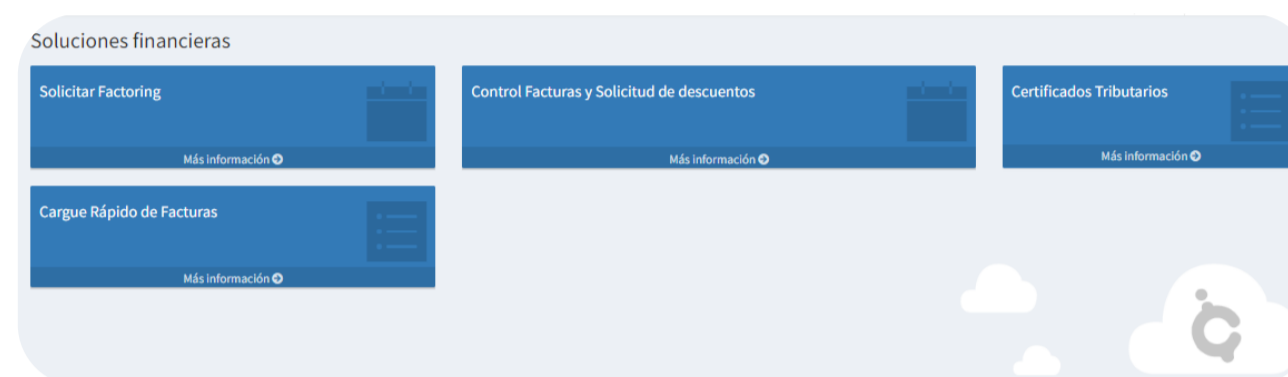 Soluciones financieras
Solicitar Factoring
Más información
Control Facturas y Solicitud de descuentos
Más información
Certificados Tributarios
Más información
Cargue Rápido de Facturas
Más información